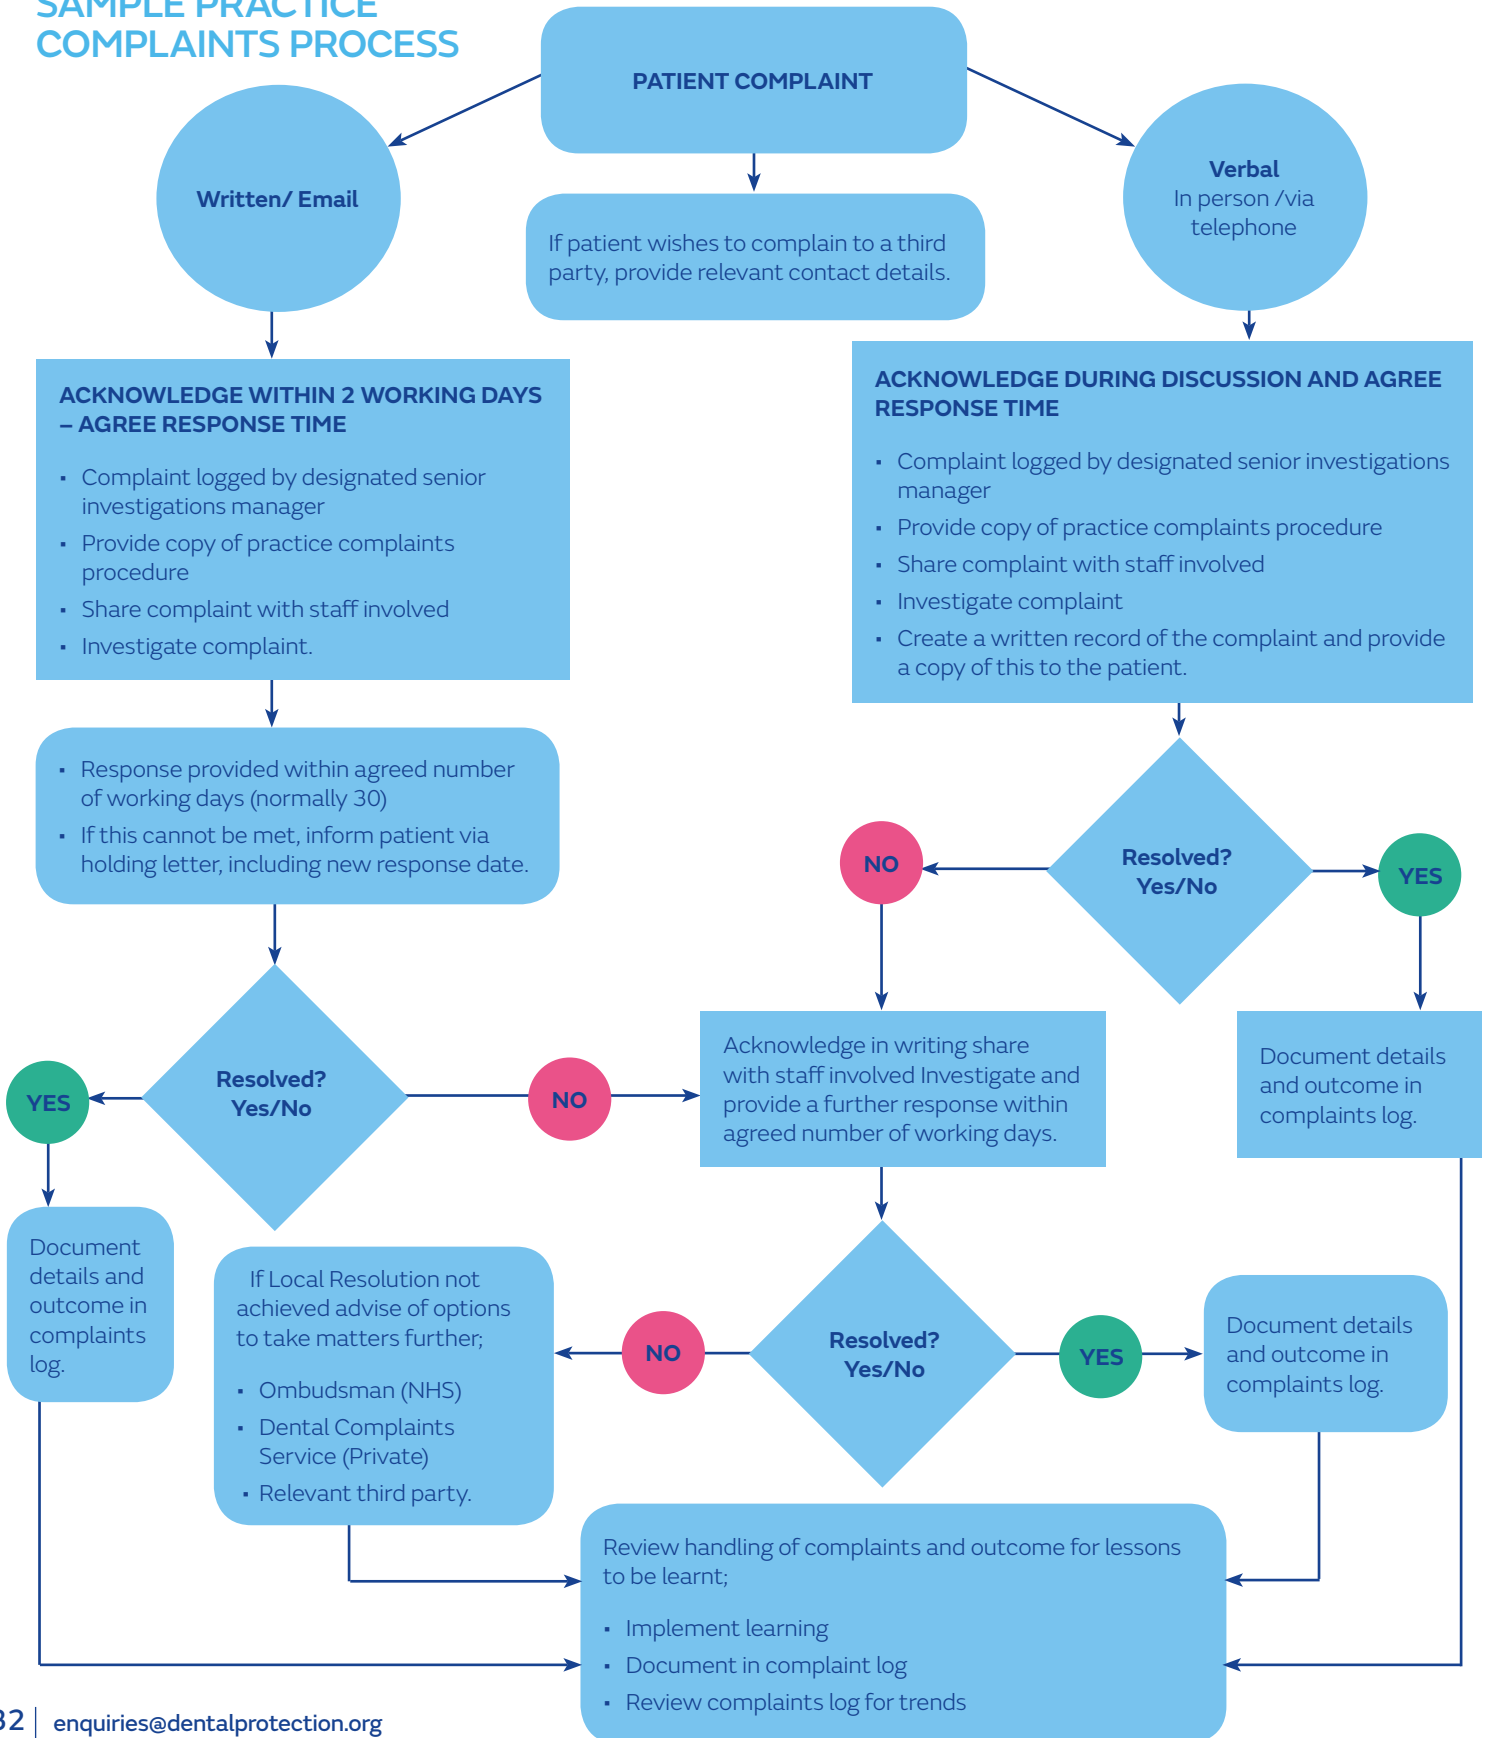 SAMPLE PRACTICE
COMPLAINTS PROCESS
PATIENT COMPLAINT
Written/ Email
If patient wishes to complain to a third
party, provide relevant contact details.
Verbal
In person /via
telephone
ACKNOWLEDGE WITHIN 2 WORKING DAYS
– AGREE RESPONSE TIME
• Complaint logged by designated senior
investigations manager
• Provide copy of practice complaints
procedure
• Share complaint with staff involved
• Investigate complaint.
ACKNOWLEDGE DURING DISCUSSION AND AGREE
RESPONSE TIME
• Complaint logged by designated senior investigations
manager
• Provide copy of practice complaints procedure
• Share complaint with staff involved
• Investigate complaint
• Create a written record of the complaint and provide
a copy of this to the patient.
• Response provided within agreed number
of working days (normally 30)
• If this cannot be met, inform patient via
holding letter, including new response date.
NO
Resolved?
Yes/No
YES
YES
Resolved?
Yes/No
NO
Acknowledge in writing share
with staff involved Investigate and
provide a further response within
agreed number of working days.
Document details
and outcome in
complaints log.
Document
details and
outcome in
complaints
log.
If Local Resolution not
achieved advise of options
to take matters further;
• Ombudsman (NHS)
• Dental Complaints
Service (Private)
• Relevant third party.
NO
Resolved?
Yes/No
YES
Document details
and outcome in
complaints log.
Review handling of complaints and outcome for lessons
to be learnt;
• Implement learning
• Document in complaint log
• Review complaints log for trends
32 | enquiries@dentalprotection.org